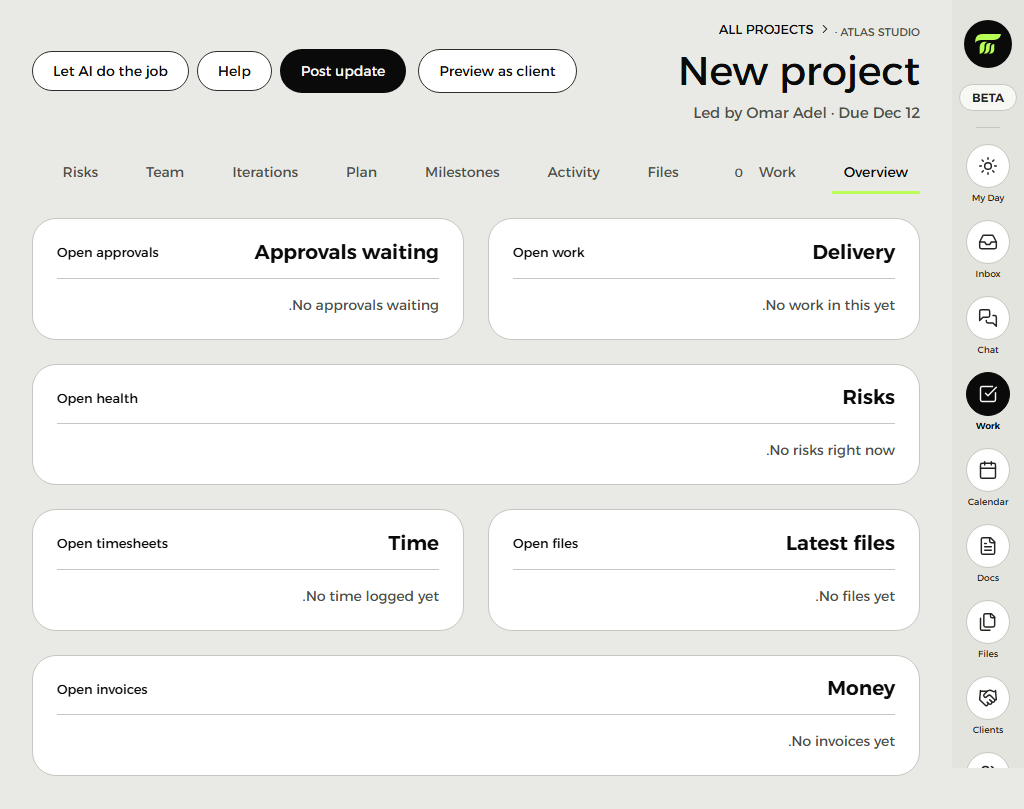 ALL PROJECTS > · ATLAS STUDIO
New project
Led by Omar Adel · Due Dec 12
Let AI do the job
Help
Post update
Preview as client
Risks
Team
Iterations
Plan
Milestones
Activity
Files
0 Work
Overview
Open approvals
Approvals waiting
.No approvals waiting
Open work
Delivery
.No work in this yet
Open health
Risks
.No risks right now
Open timesheets
Time
.No time logged yet
Open files
Latest files
.No files yet
Open invoices
Money
.No invoices yet
BETA
My Day
Inbox
Chat
Work
Calendar
Docs
Files
Clients